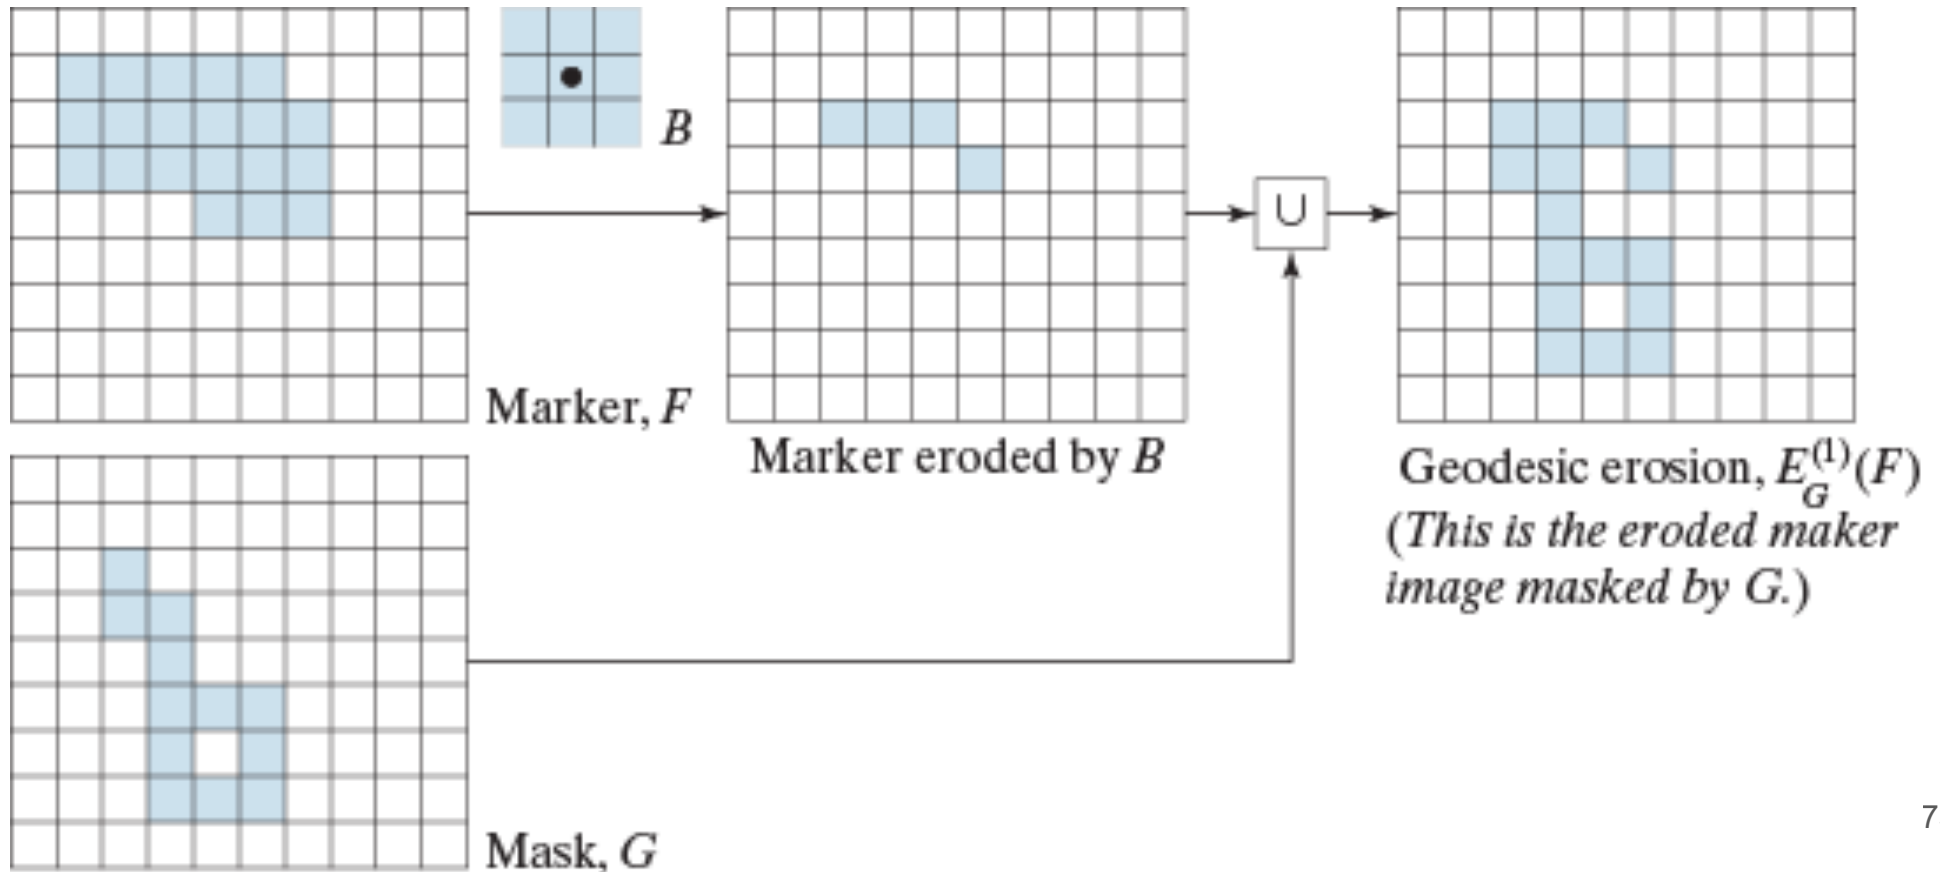 B
∪
Marker, F
Marker eroded by B
Geodesic erosion, E_G^(1)(F)
(This is the eroded maker
image masked by G.)
Mask, G
7